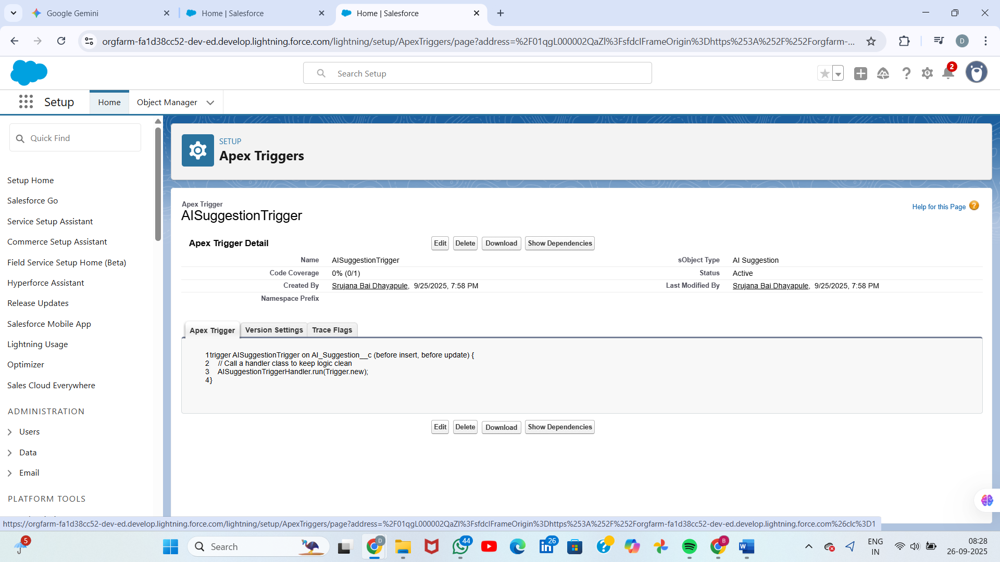 Google Gemini
Home | Salesforce
Home | Salesforce
orgfarm-fa1d38cc52-dev-ed.develop.lightning.force.com/lightning/setup/ApexTriggers/page?address=%2F01qgL000002QaZl%3FsfdcIFrameOrigin%3Dhttps%253A%252F%252Forgfarm-...
D
Search Setup
2
Setup
Home
Object Manager
Quick Find
Setup Home
Salesforce Go
Service Setup Assistant
Commerce Setup Assistant
Field Service Setup Home (Beta)
Hyperforce Assistant
Release Updates
Salesforce Mobile App
Lightning Usage
Optimizer
Sales Cloud Everywhere
ADMINISTRATION
Users
Data
Email
PLATFORM TOOLS
SETUP
Apex Triggers
Apex Trigger
AISuggestionTrigger
Help for this Page ?
Apex Trigger Detail
Edit Delete Download Show Dependencies
Name AISuggestionTrigger sObject Type AI Suggestion
Code Coverage 0% (0/1) Status Active
Created By Srujana Bai Dhayapule, 9/25/2025, 7:58 PM Last Modified By Srujana Bai Dhayapule, 9/25/2025, 7:58 PM
Namespace Prefix
Apex Trigger Version Settings Trace Flags
1 trigger AISuggestionTrigger on AI_Suggestion__c (before insert, before update) {
2 // Call a handler class to keep logic clean
3 AISuggestionTriggerHandler.run(Trigger.new);
4 }
Edit Delete Download Show Dependencies
https://orgfarm-fa1d38cc52-dev-ed.develop.lightning.force.com/lightning/setup/ApexTriggers/page?address=%2F01qgL000002QaZl%3FsfdcIFrameOrigin%3Dhttps%253A%252F%252Forgfarm-fa1d38cc52-dev-ed.develop.lightning.force.com%26clc%3D1
5
Search
D
44
26
B
ENG
IN
08:28
26-09-2025